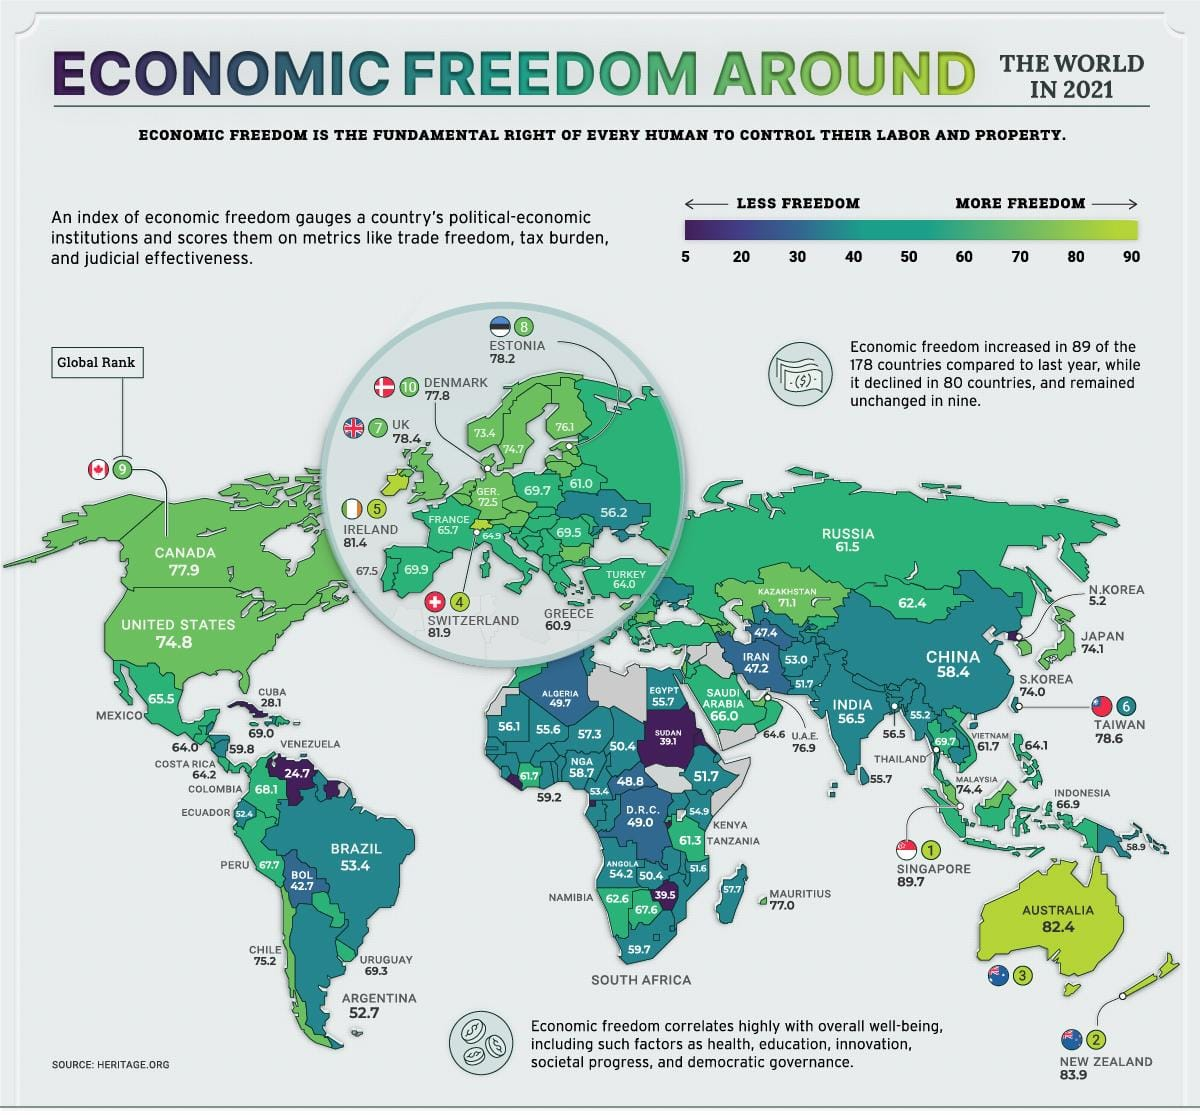 ECONOMIC FREEDOM AROUND THE WORLD IN 2021
ECONOMIC FREEDOM IS THE FUNDAMENTAL RIGHT OF EVERY HUMAN TO CONTROL THEIR LABOR AND PROPERTY.
An index of economic freedom gauges a country's political-economic
institutions and scores them on metrics like trade freedom, tax burden,
and judicial effectiveness.
LESS FREEDOM
MORE FREEDOM
5 20 30 40 50 60 70 80 90
Economic freedom increased in 89 of the
178 countries compared to last year, while
it declined in 80 countries, and remained
unchanged in nine.
Global Rank
9
CANADA
77.9
UNITED STATES
74.8
8
ESTONIA
78.2
10
DENMARK
77.8
7
UK
78.4
5
IRELAND
81.4
4
SWITZERLAND
81.9
73.4
74.7
76.1
GER.
72.5
69.7
61.0
56.2
FRANCE
65.7
64.9
69.5
67.5
69.9
TURKEY
64.0
GREECE
60.9
RUSSIA
61.5
KAZAKHSTAN
71.1
62.4
N.KOREA
5.2
JAPAN
74.1
S.KOREA
74.0
CHINA
58.4
6
TAIWAN
78.6
47.4
IRAN
47.2
53.0
51.7
INDIA
56.5
56.5
55.2
55.7
SAUDI
ARABIA
66.0
64.6
U.A.E.
76.9
THAILAND
69.7
VIETNAM
61.7
64.1
MALAYSIA
74.4
INDONESIA
66.9
58.9
1
SINGAPORE
89.7
AUSTRALIA
82.4
3
2
NEW ZEALAND
83.9
MEXICO
65.5
CUBA
28.1
69.0
64.0
59.8
COSTA RICA
64.2
VENEZUELA
24.7
COLOMBIA
68.1
ECUADOR
52.4
PERU
67.7
BRAZIL
53.4
BOL
42.7
CHILE
75.2
URUGUAY
69.3
ARGENTINA
52.7
ALGERIA
49.7
EGYPT
55.7
56.1
55.6
57.3
50.4
SUDAN
39.1
NGA
58.7
61.7
59.2
53.4
48.8
51.7
D.R.C.
49.0
54.9
KENYA
61.3
TANZANIA
ANGOLA
54.2
50.4
51.6
NAMIBIA
62.6
67.6
39.5
57.7
MAURITIUS
77.0
59.7
SOUTH AFRICA
Economic freedom correlates highly with overall well-being,
including such factors as health, education, innovation,
societal progress, and democratic governance.
SOURCE: HERITAGE.ORG